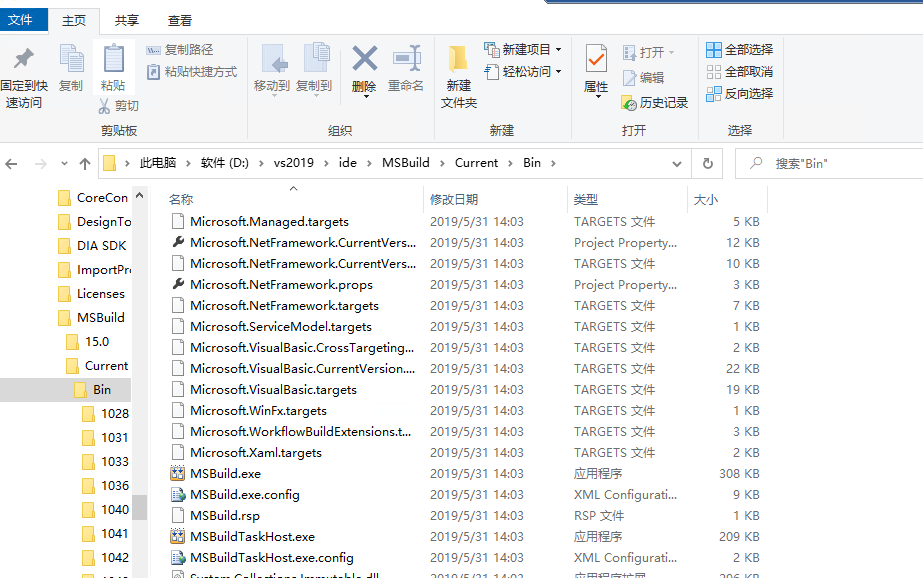 文件 主页 共享 查看
固定到快速访问
复制
粘贴
复制路径
粘贴快捷方式
剪切
剪贴板
移动到 复制到 删除 重命名
组织
新建文件夹
新建项目
轻松访问
新建
属性
打开
编辑
历史记录
打开
全部选择
全部取消
反向选择
选择
此电脑 › 软件 (D:) › vs2019 › ide › MSBuild › Current › Bin ›
搜索"Bin"
CoreCon
DesignTo
DIA SDK
ImportPro
Licenses
MSBuild
15.0
Current
Bin
1028
1031
1033
1036
1040
1041
1042
名称 修改日期 类型 大小
Microsoft.Managed.targets 2019/5/31 14:03 TARGETS 文件 5 KB
Microsoft.NetFramework.CurrentVers... 2019/5/31 14:03 Project Property... 12 KB
Microsoft.NetFramework.CurrentVers... 2019/5/31 14:03 TARGETS 文件 10 KB
Microsoft.NetFramework.props 2019/5/31 14:03 Project Property... 3 KB
Microsoft.NetFramework.targets 2019/5/31 14:03 TARGETS 文件 7 KB
Microsoft.ServiceModel.targets 2019/5/31 14:03 TARGETS 文件 1 KB
Microsoft.VisualBasic.CrossTargeting... 2019/5/31 14:03 TARGETS 文件 2 KB
Microsoft.VisualBasic.CurrentVersion.... 2019/5/31 14:03 TARGETS 文件 22 KB
Microsoft.VisualBasic.targets 2019/5/31 14:03 TARGETS 文件 19 KB
Microsoft.WinFx.targets 2019/5/31 14:03 TARGETS 文件 1 KB
Microsoft.WorkflowBuildExtensions.t... 2019/5/31 14:03 TARGETS 文件 3 KB
Microsoft.Xaml.targets 2019/5/31 14:03 TARGETS 文件 2 KB
MSBuild.exe 2019/5/31 14:03 应用程序 308 KB
MSBuild.exe.config 2019/5/31 14:03 XML Configurati... 9 KB
MSBuild.rsp 2019/5/31 14:03 RSP 文件 1 KB
MSBuildTaskHost.exe 2019/5/31 14:03 应用程序 209 KB
MSBuildTaskHost.exe.config 2019/5/31 14:03 XML Configurati... 2 KB
System.Collections.Immutable.dll 2019/5/31 14:03 应用程序扩展